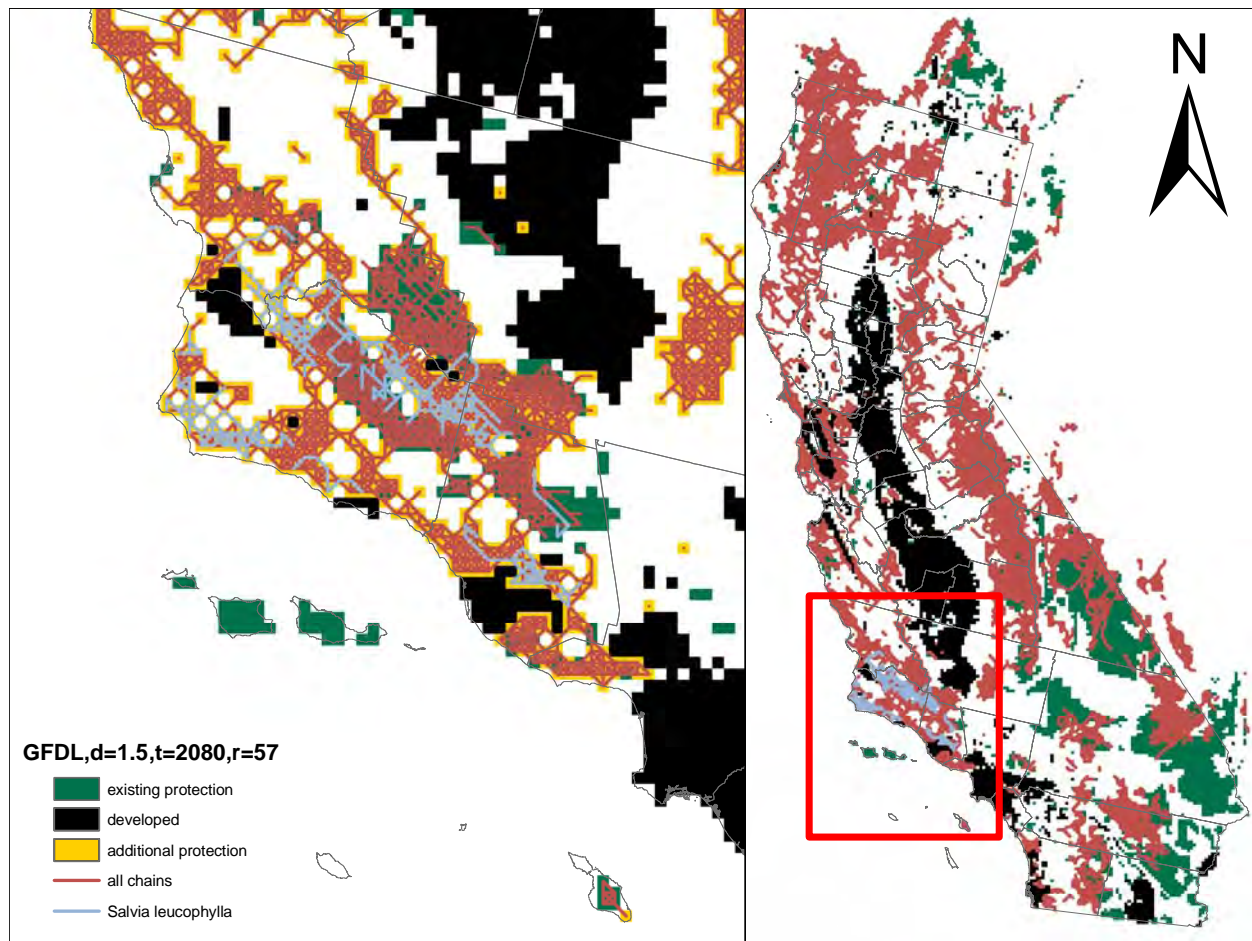 N
GFDL,d=1.5,t=2080,r=57
existing protection
developed
additional protection
all chains
Salvia leucophylla